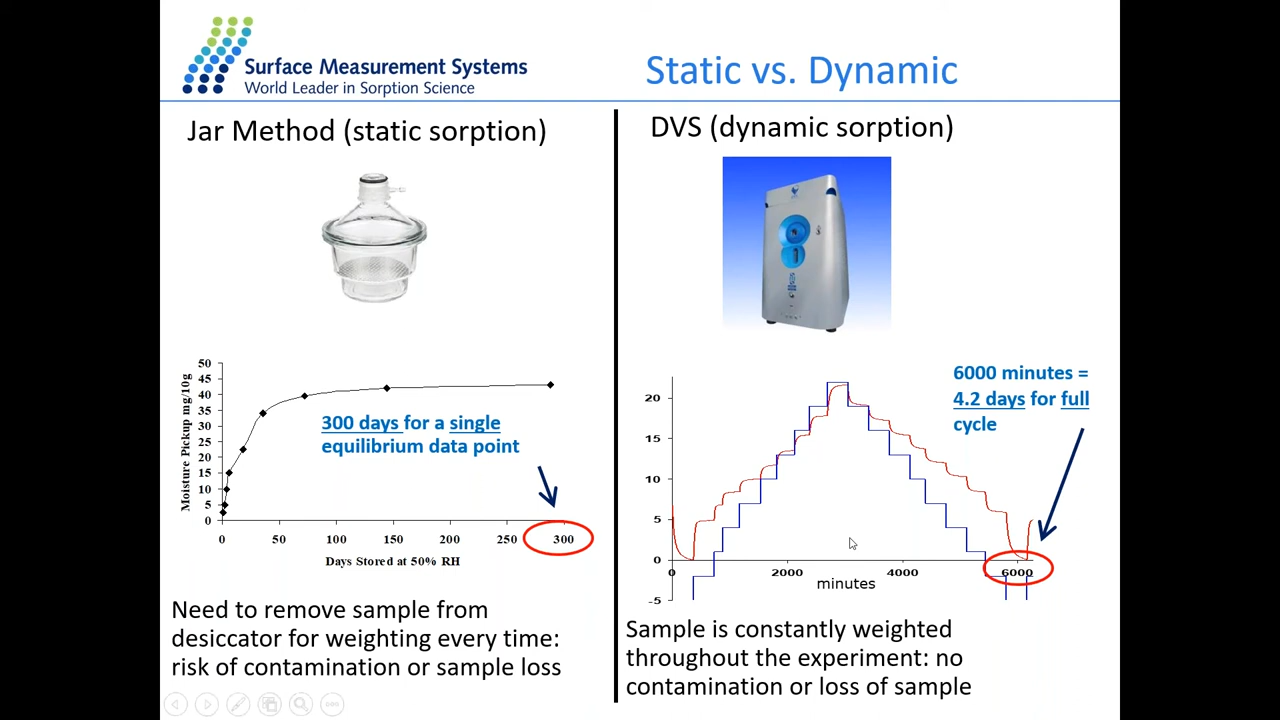 Surface Measurement Systems
World Leader in Sorption Science
Static vs. Dynamic
Jar Method (static sorption)
50
45
40
35
30
25
20
15
10
5
0
Moisture Pickup mg/10g
300 days for a single
equilibrium data point
0 50 100 150 200 250 300
Days Stored at 50% RH
Need to remove sample from
desiccator for weighting every time:
risk of contamination or sample loss
DVS (dynamic sorption)
6000 minutes =
4.2 days for full
cycle
20
15
10
5
0
-5
0 2000 4000 6000
minutes
Sample is constantly weighted
throughout the experiment: no
contamination or loss of sample